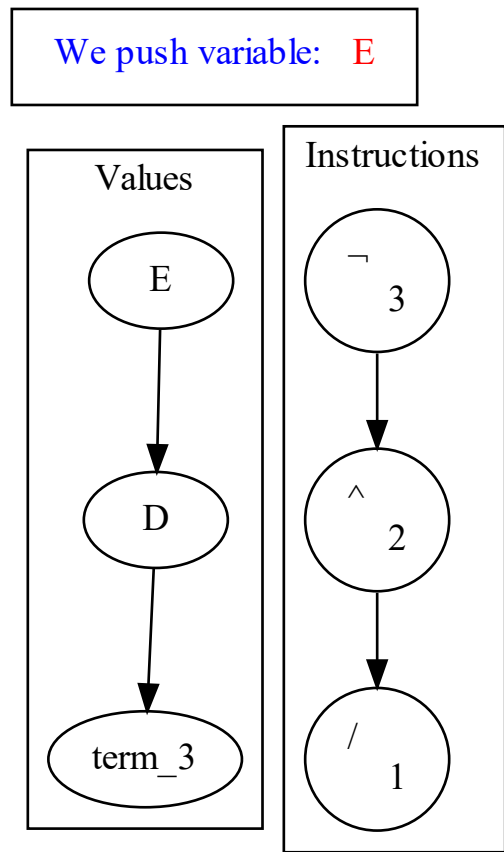 We push variable: E
Values
E
D
term_3
Instructions
¬
3
^
2
/
1